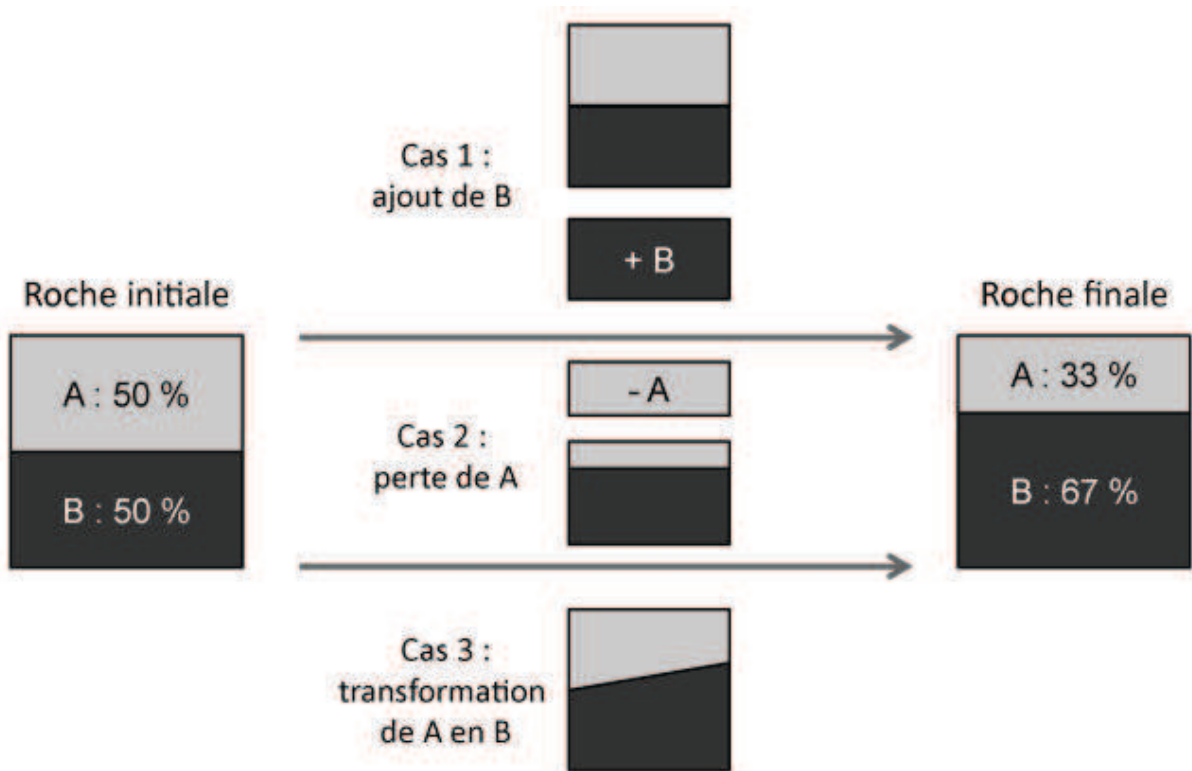 Cas 1 :
ajout de B
+ B
Roche initiale
Roche finale
A : 50 %
B : 50 %
- A
Cas 2 :
perte de A
A : 33 %
B : 67 %
Cas 3 :
transformation
de A en B